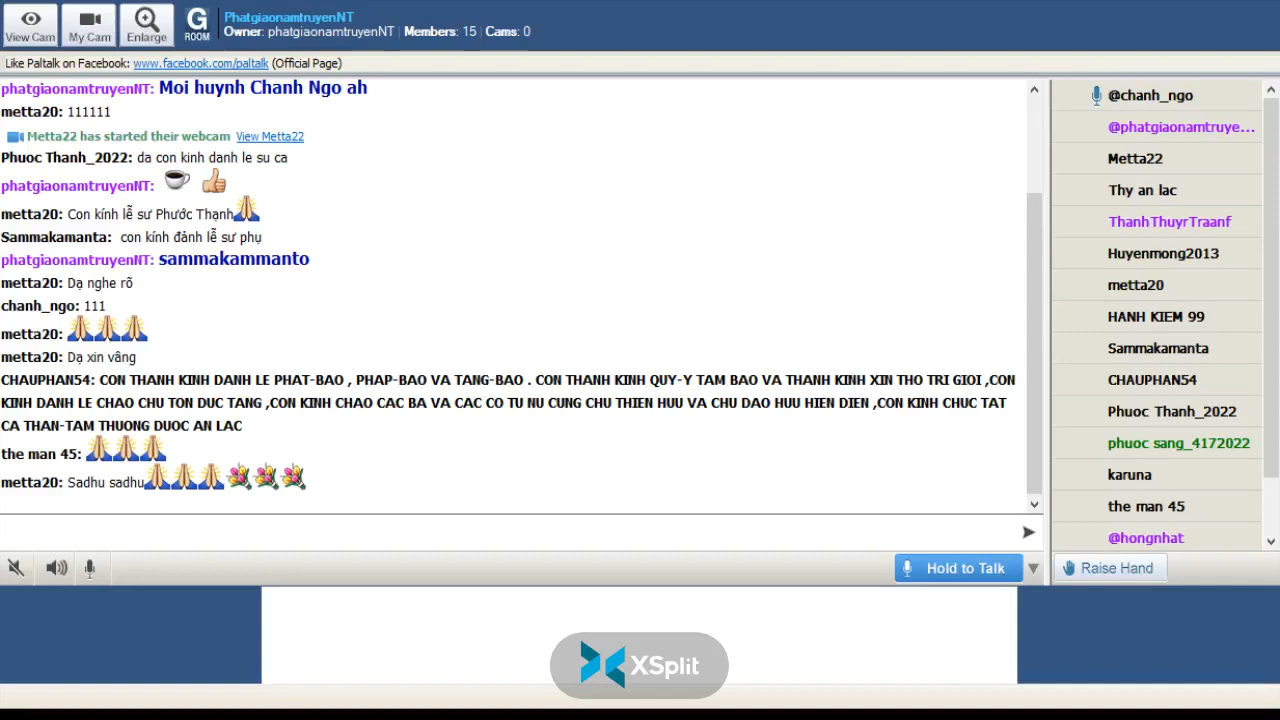 View Cam
My Cam
Enlarge
G
ROOM
PhatgiaonamtruyenNT
Owner: phatgiaonamtruyenNT | Members: 15 | Cams: 0
Like Paltalk on Facebook: www.facebook.com/paltalk (Official Page)
phatgiaonamtruyenNT: Moi huynh Chanh Ngo ah
metta20: 111111
Metta22 has started their webcam View Metta22
Phuoc Thanh_2022: da con kinh danh le su ca
phatgiaonamtruyenNT:
metta20: Con kính lễ sư Phước Thạnh
Sammakamanta: con kính đảnh lễ sư phụ
phatgiaonamtruyenNT: sammakammanto
metta20: Dạ nghe rõ
chanh_ngo: 111
metta20:
metta20: Dạ xin vâng
CHAUPHAN54: CON THANH KINH DANH LE PHAT-BAO , PHAP-BAO VA TANG-BAO . CON THANH KINH QUY-Y TAM BAO VA THANH KINH XIN THO TRI GIOI ,CON
KINH DANH LE CHAO CHU TON DUC TANG ,CON KINH CHAO CAC BA VA CAC CO TU NU CUNG CHU THIEN HUU VA CHU DAO HUU HIEN DIEN ,CON KINH CHUC TAT
CA THAN-TAM THUONG DUOC AN LAC
the man 45:
metta20: Sadhu sadhu
@chanh_ngo
@phatgiaonamtruye...
Metta22
Thy an lac
ThanhThuyrTraanf
Huyenmong2013
metta20
HANH KIEM 99
Sammakamanta
CHAUPHAN54
Phuoc Thanh_2022
phuoc sang_4172022
karuna
the man 45
@hongnhat
Hold to Talk
Raise Hand
XSplit